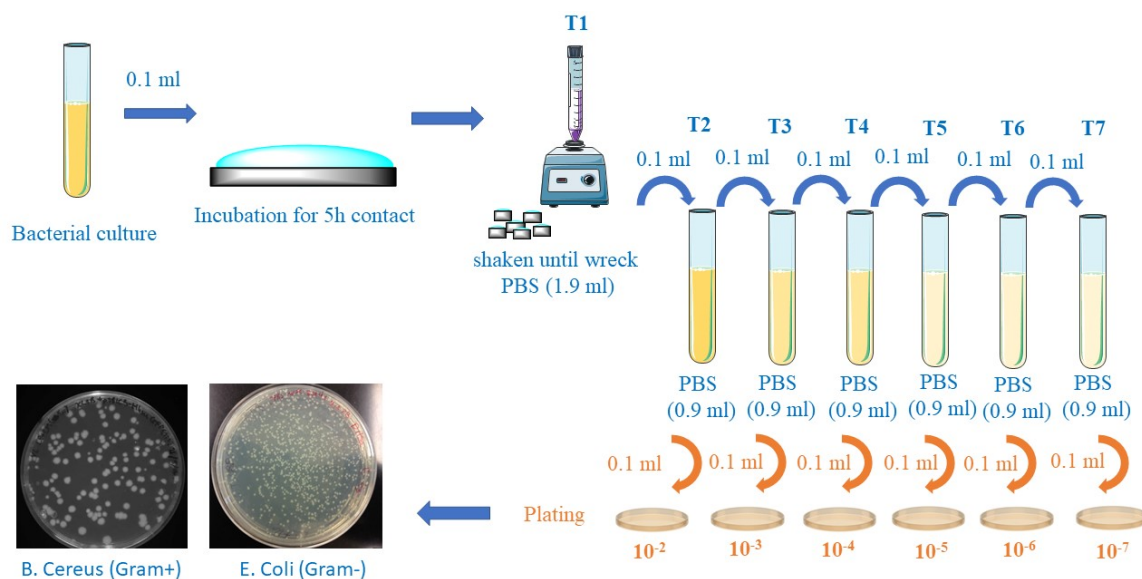 T1
0.1 ml
Bacterial culture
Incubation for 5h contact
shaken until wreck
PBS (1.9 ml)
T2 T3 T4 T5 T6 T7
0.1 ml 0.1 ml 0.1 ml 0.1 ml 0.1 ml 0.1 ml
PBS PBS PBS PBS PBS PBS
(0.9 ml) (0.9 ml) (0.9 ml) (0.9 ml) (0.9 ml) (0.9 ml)
0.1 ml 0.1 ml 0.1 ml 0.1 ml 0.1 ml 0.1 ml
Plating
10⁻² 10⁻³ 10⁻⁴ 10⁻⁵ 10⁻⁶ 10⁻⁷
B. Cereus (Gram+) E. Coli (Gram-)